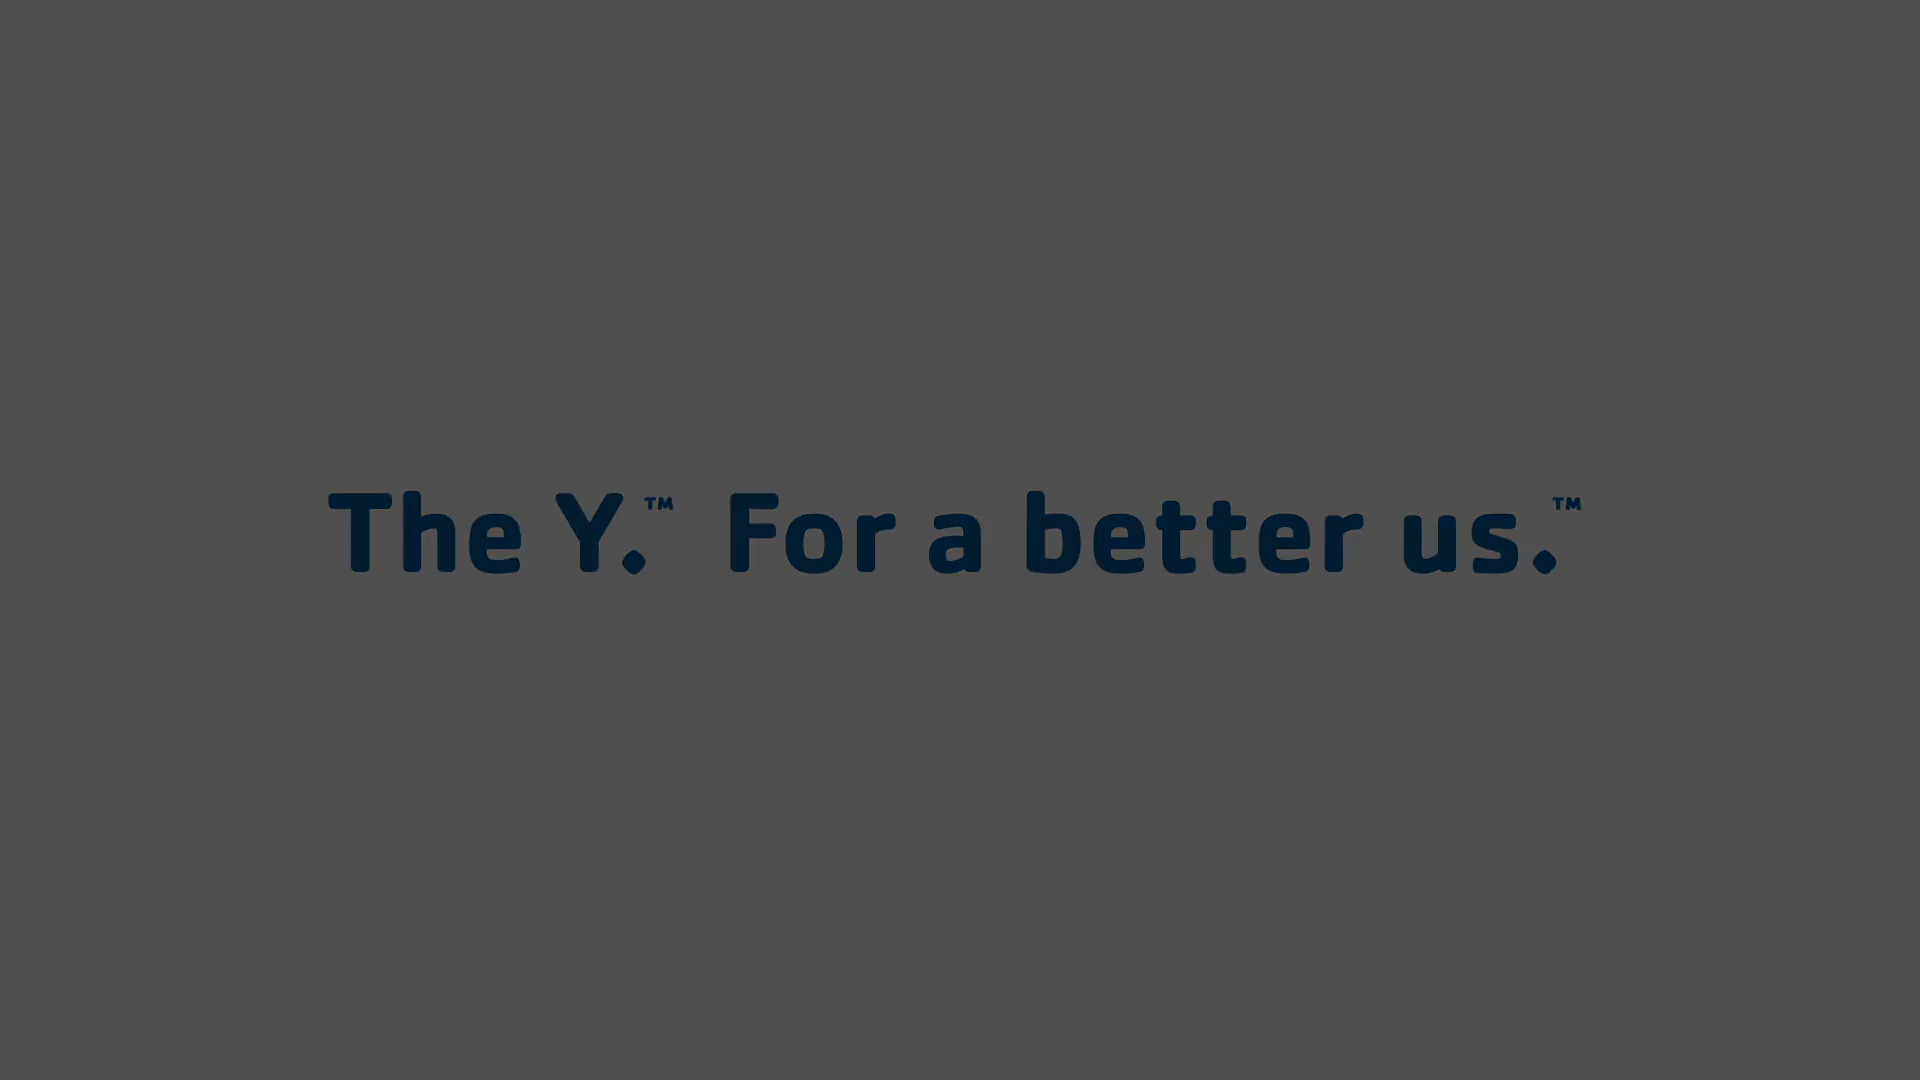 The Y.™ For a better us.™